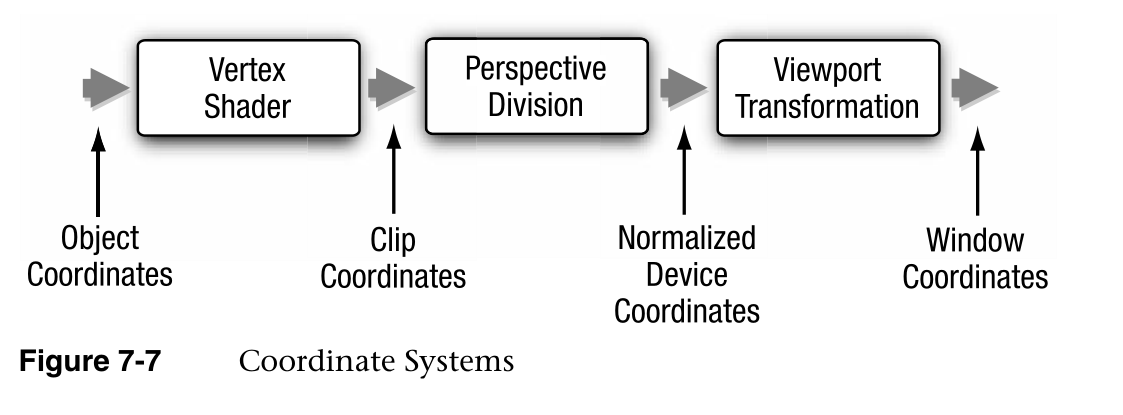 Vertex
Shader
Perspective
Division
Viewport
Transformation
Object
Coordinates
Clip
Coordinates
Normalized
Device
Coordinates
Window
Coordinates
Figure 7-7 Coordinate Systems